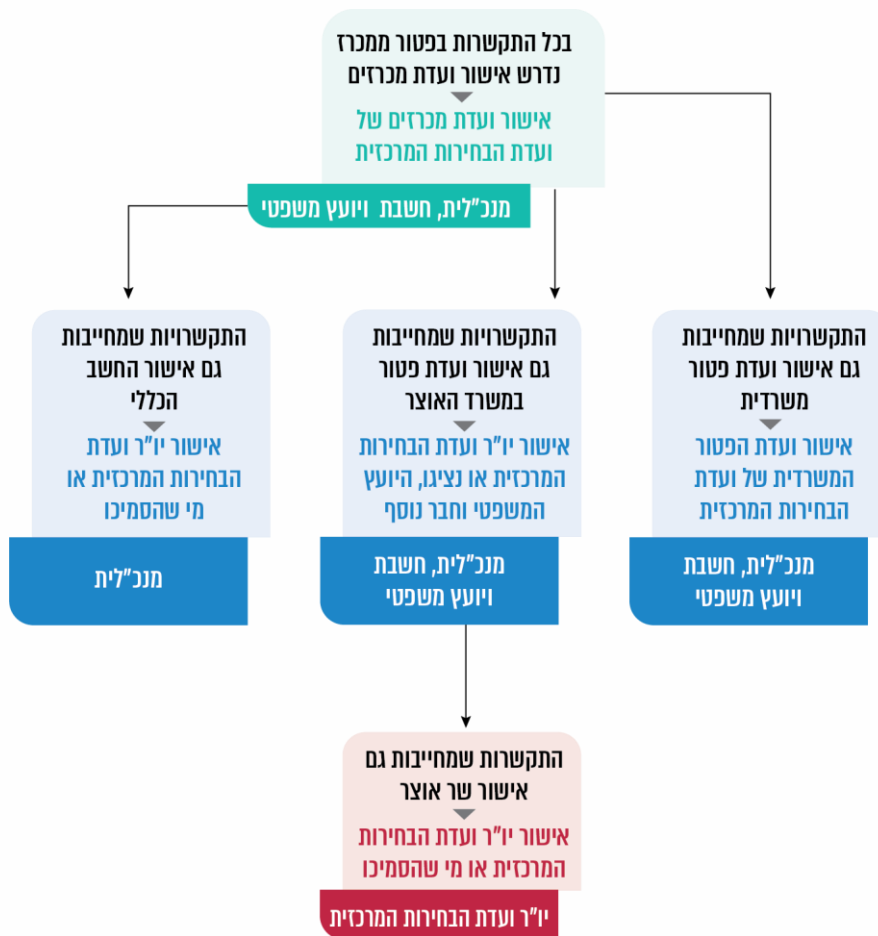 בכל התקשרות בפטור ממכרז
נדרש אישור ועדת מכרזים
אישור ועדת מכרזים של
ועדת הבחירות המרכזית
מנכ"לית, חשבת ויועץ משפטי
התקשרויות שמחייבות
גם אישור ועדת פטור
משרדית
אישור ועדת הפטור
המשרדית של ועדת
הבחירות המרכזית
מנכ"לית, חשבת
ויועץ משפטי
התקשרויות שמחייבות
גם אישור ועדת פטור
במשרד האוצר
אישור יו"ר ועדת הבחירות
המרכזית או נציגו, היועץ
המשפטי וחבר נוסף
מנכ"לית, חשבת
ויועץ משפטי
התקשרויות שמחייבות
גם אישור החשב
הכללי
אישור יו"ר ועדת
הבחירות המרכזית או
מי שהסמיכו
מנכ"לית
התקשרות שמחייבות גם
אישור שר אוצר
אישור יו"ר ועדת הבחירות
המרכזית או מי שהסמיכו
יו"ר ועדת הבחירות המרכזית